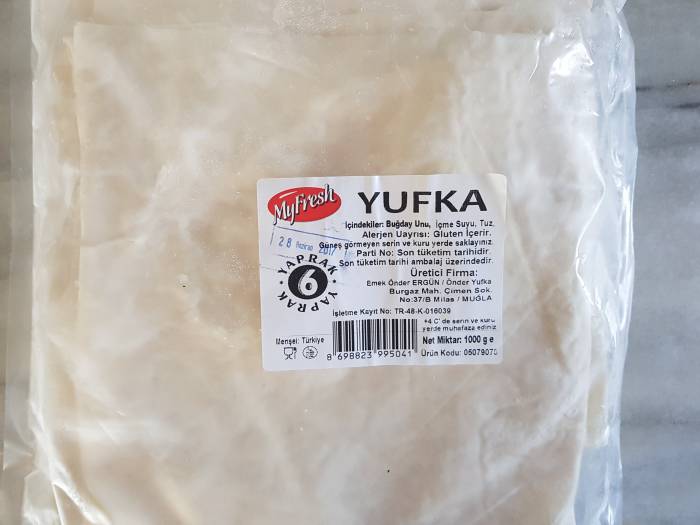 MyFresh
YUFKA
İçindekiler: Buğday Unu, İçme Suyu, Tuz.
Alerjen Uayrısı: Gluten İçerir.
Güneş görmeyen serin ve kuru yerde saklayınız.
28 Haziran 2017
Parti No: Son tüketim tarihidir.
Son tüketim tarihi ambalaj üzerindedir.
YAPRAK
6
YAPRAK
Üretici Firma:
Emek Önder ERGÜN / Önder Yufka
Burgaz Mah. Çimen Sok.
No:37/B Milas / MUĞLA
İşletme Kayıt No: TR-48-K-016039
+4 C' de serin ve kuru
yerde muhafaza ediniz
Menşei: Türkiye
Net Miktar: 1000 g e
8 698823 995041
Ürün Kodu: 05079070